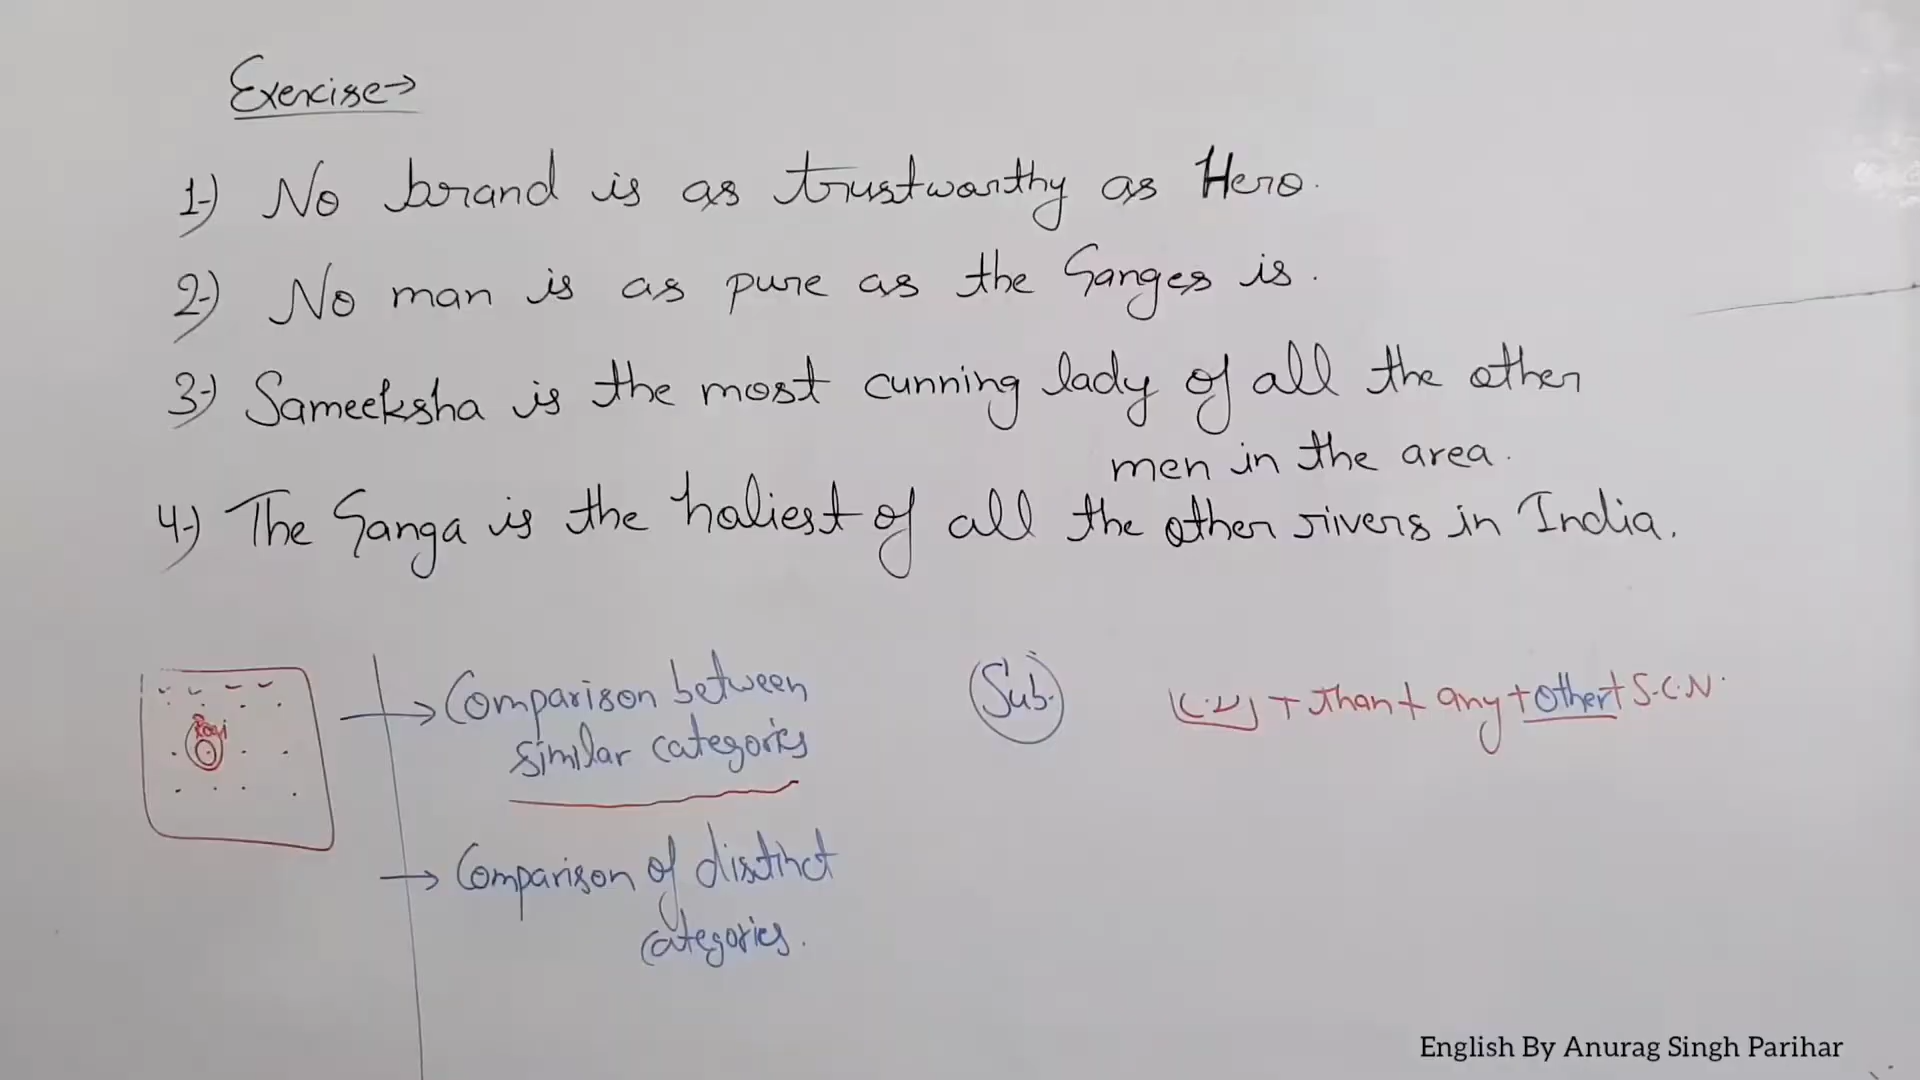 Exercise→
1) No brand is as trustworthy as Hero.
2) No man is as pure as the Ganges is.
3) Sameeksha is the most cunning lady of all the other
men in the area.
4) The Ganga is the holiest of all the other rivers in India.
→ Comparison between
similar categories
Sub.
+ than + any + other + S.C.N.
→ Comparison of distinct
categories.
English By Anurag Singh Parihar